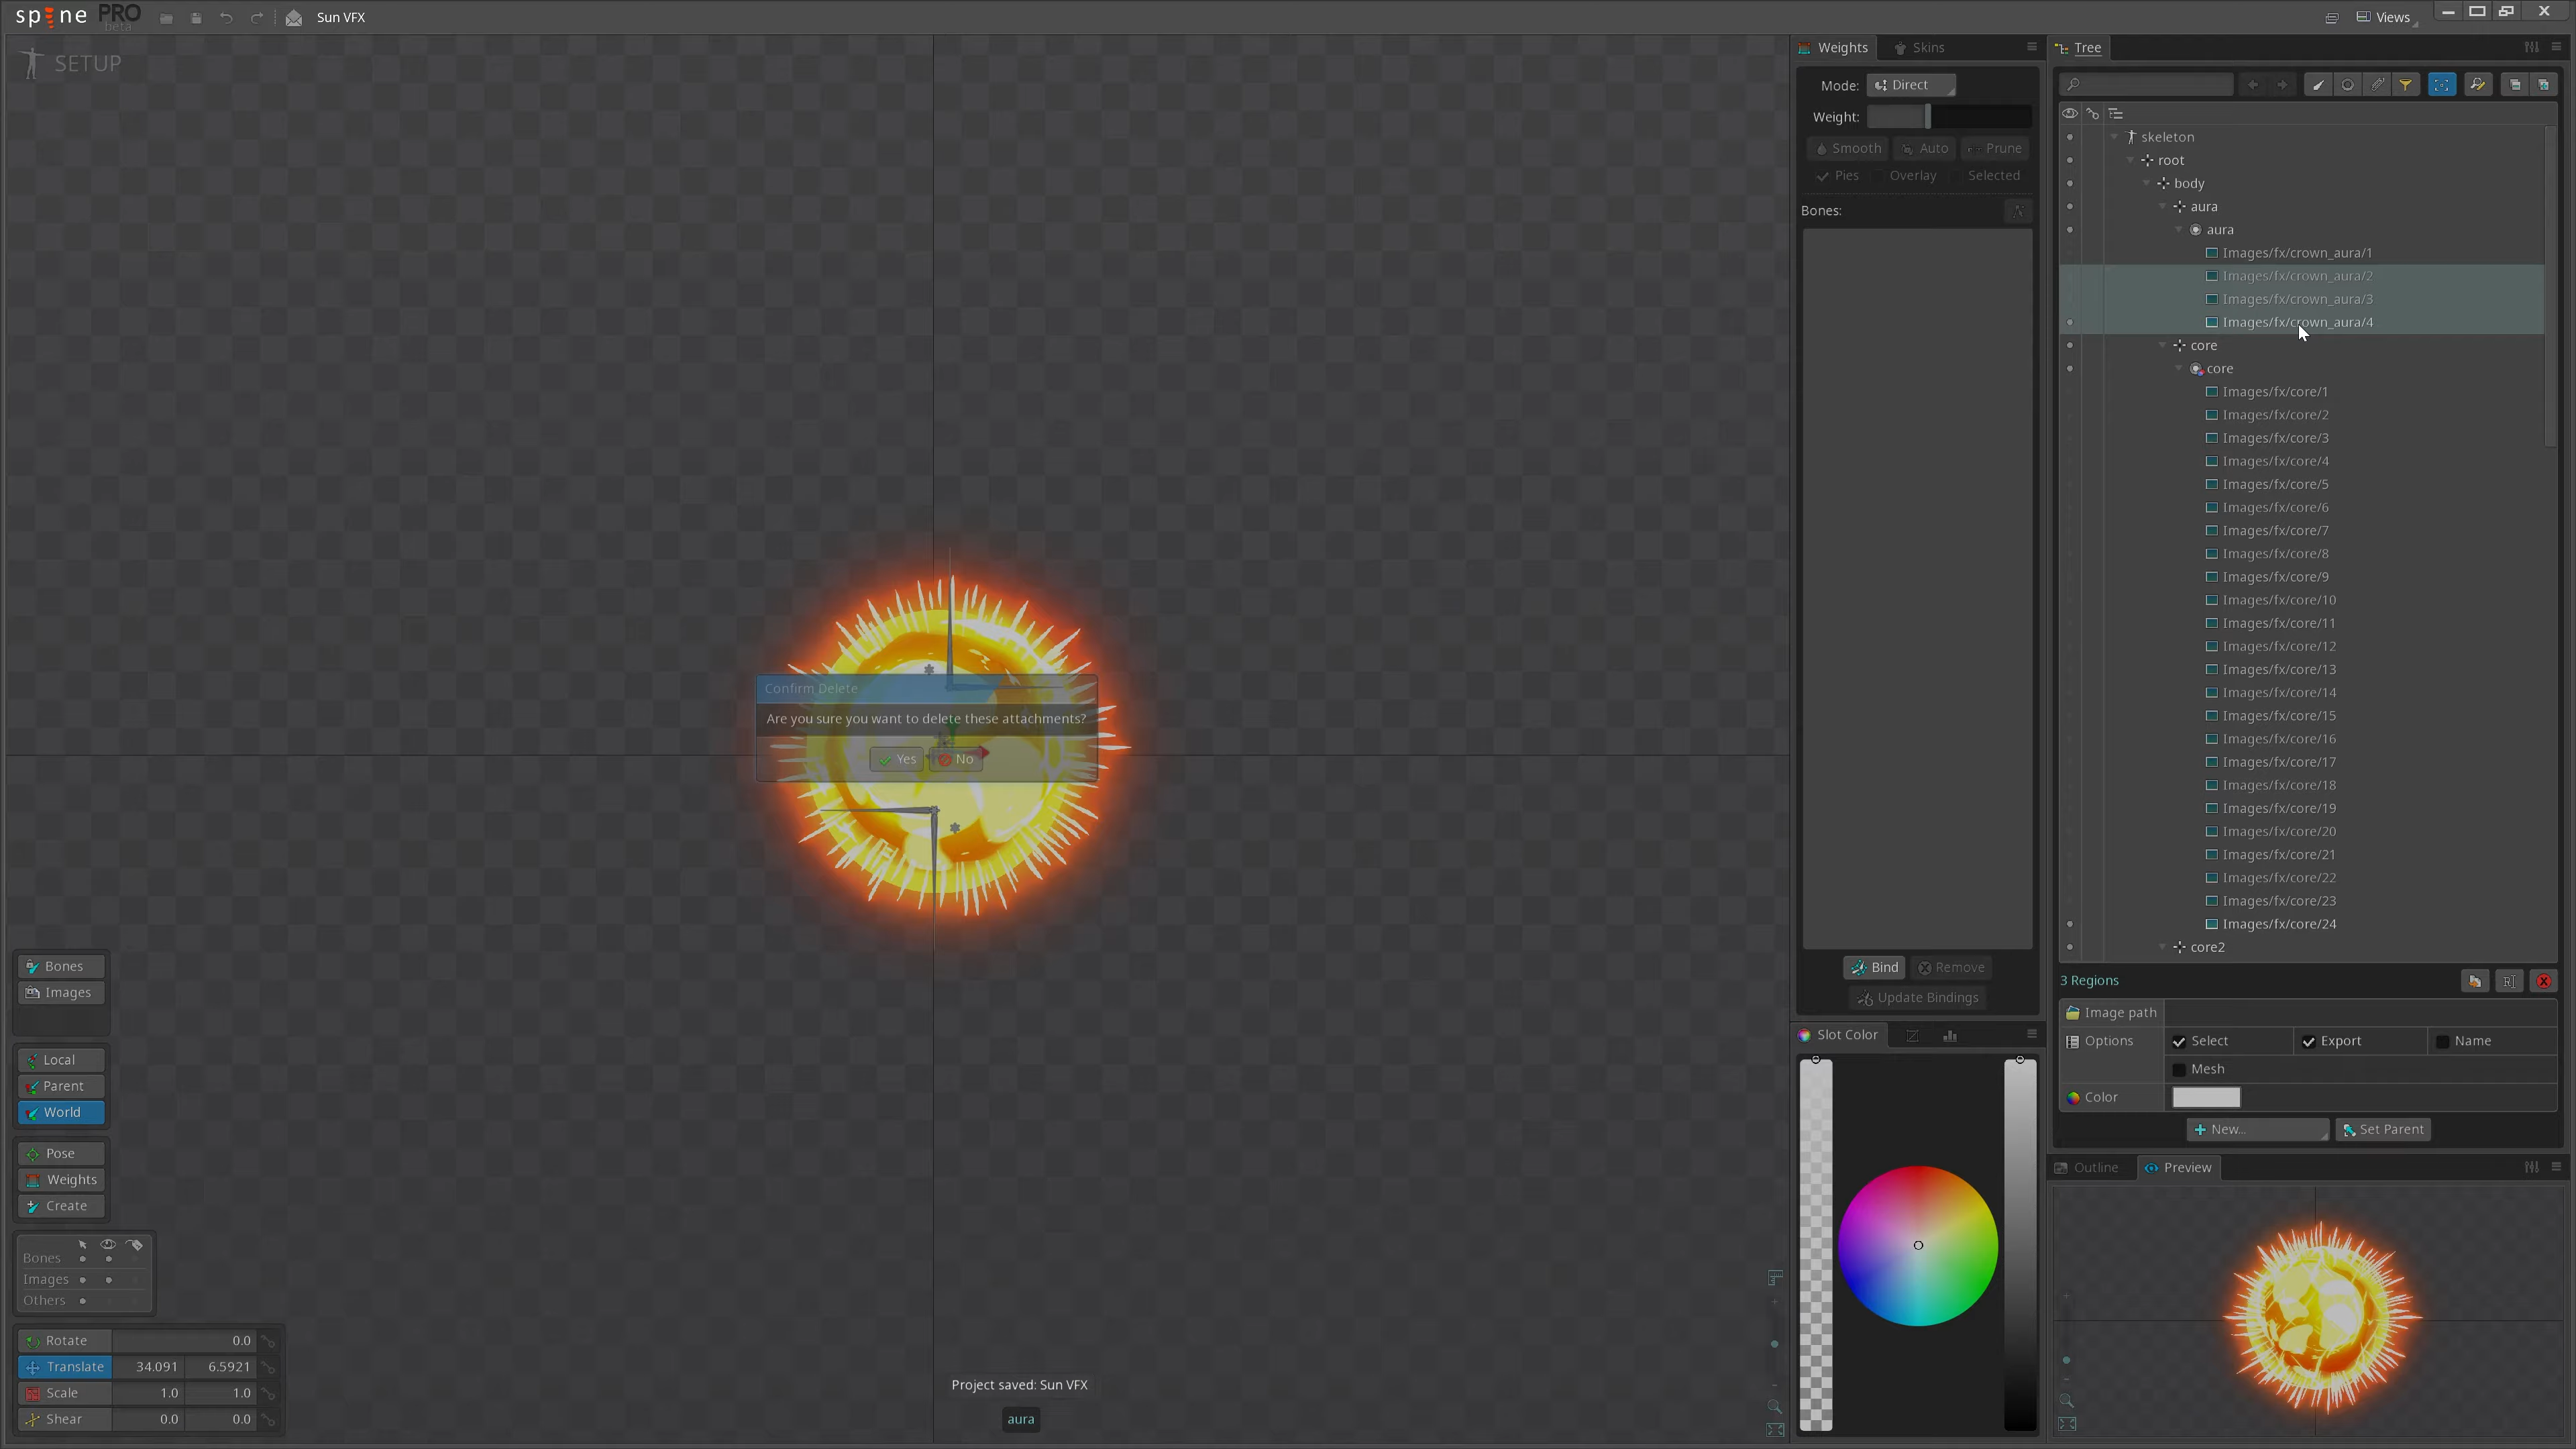 spine PRO beta
Sun VFX
Views
SETUP
Weights
Skins
Mode:
Direct
Weight:
Smooth
Auto
Prune
Pies
Overlay
Selected
Bones:
Bind
Remove
Update Bindings
Slot Color
Tree
skeleton
root
body
aura
aura
Images/fx/crown_aura/1
Images/fx/crown_aura/2
Images/fx/crown_aura/3
Images/fx/crown_aura/4
core
core
Images/fx/core/1
Images/fx/core/2
Images/fx/core/3
Images/fx/core/4
Images/fx/core/5
Images/fx/core/6
Images/fx/core/7
Images/fx/core/8
Images/fx/core/9
Images/fx/core/10
Images/fx/core/11
Images/fx/core/12
Images/fx/core/13
Images/fx/core/14
Images/fx/core/15
Images/fx/core/16
Images/fx/core/17
Images/fx/core/18
Images/fx/core/19
Images/fx/core/20
Images/fx/core/21
Images/fx/core/22
Images/fx/core/23
Images/fx/core/24
core2
3 Regions
Image path
Options
Select
Export
Name
Mesh
Color
New...
Set Parent
Outline
Preview
Confirm Delete
Are you sure you want to delete these attachments?
Yes
No
Bones
Images
Local
Parent
World
Pose
Weights
Create
Bones
Images
Others
Rotate 0.0
Translate 34.091 6.5921
Scale 1.0 1.0
Shear 0.0 0.0
Project saved: Sun VFX
aura